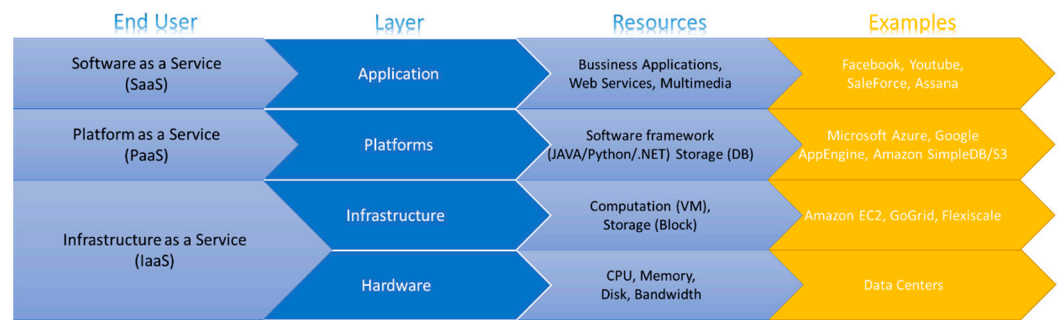 End User
Layer
Resources
Examples
Software as a Service
(SaaS)
Application
Bussiness Applications,
Web Services, Multimedia
Facebook, Youtube,
SaleForce, Assana
Platform as a Service
(PaaS)
Platforms
Software framework
(JAVA/Python/.NET) Storage (DB)
Microsoft Azure, Google
AppEngine, Amazon SimpleDB/S3
Infrastructure as a Service
(IaaS)
Infrastructure
Computation (VM),
Storage (Block)
Amazon EC2, GoGrid, Flexiscale
Hardware
CPU, Memory,
Disk, Bandwidth
Data Centers